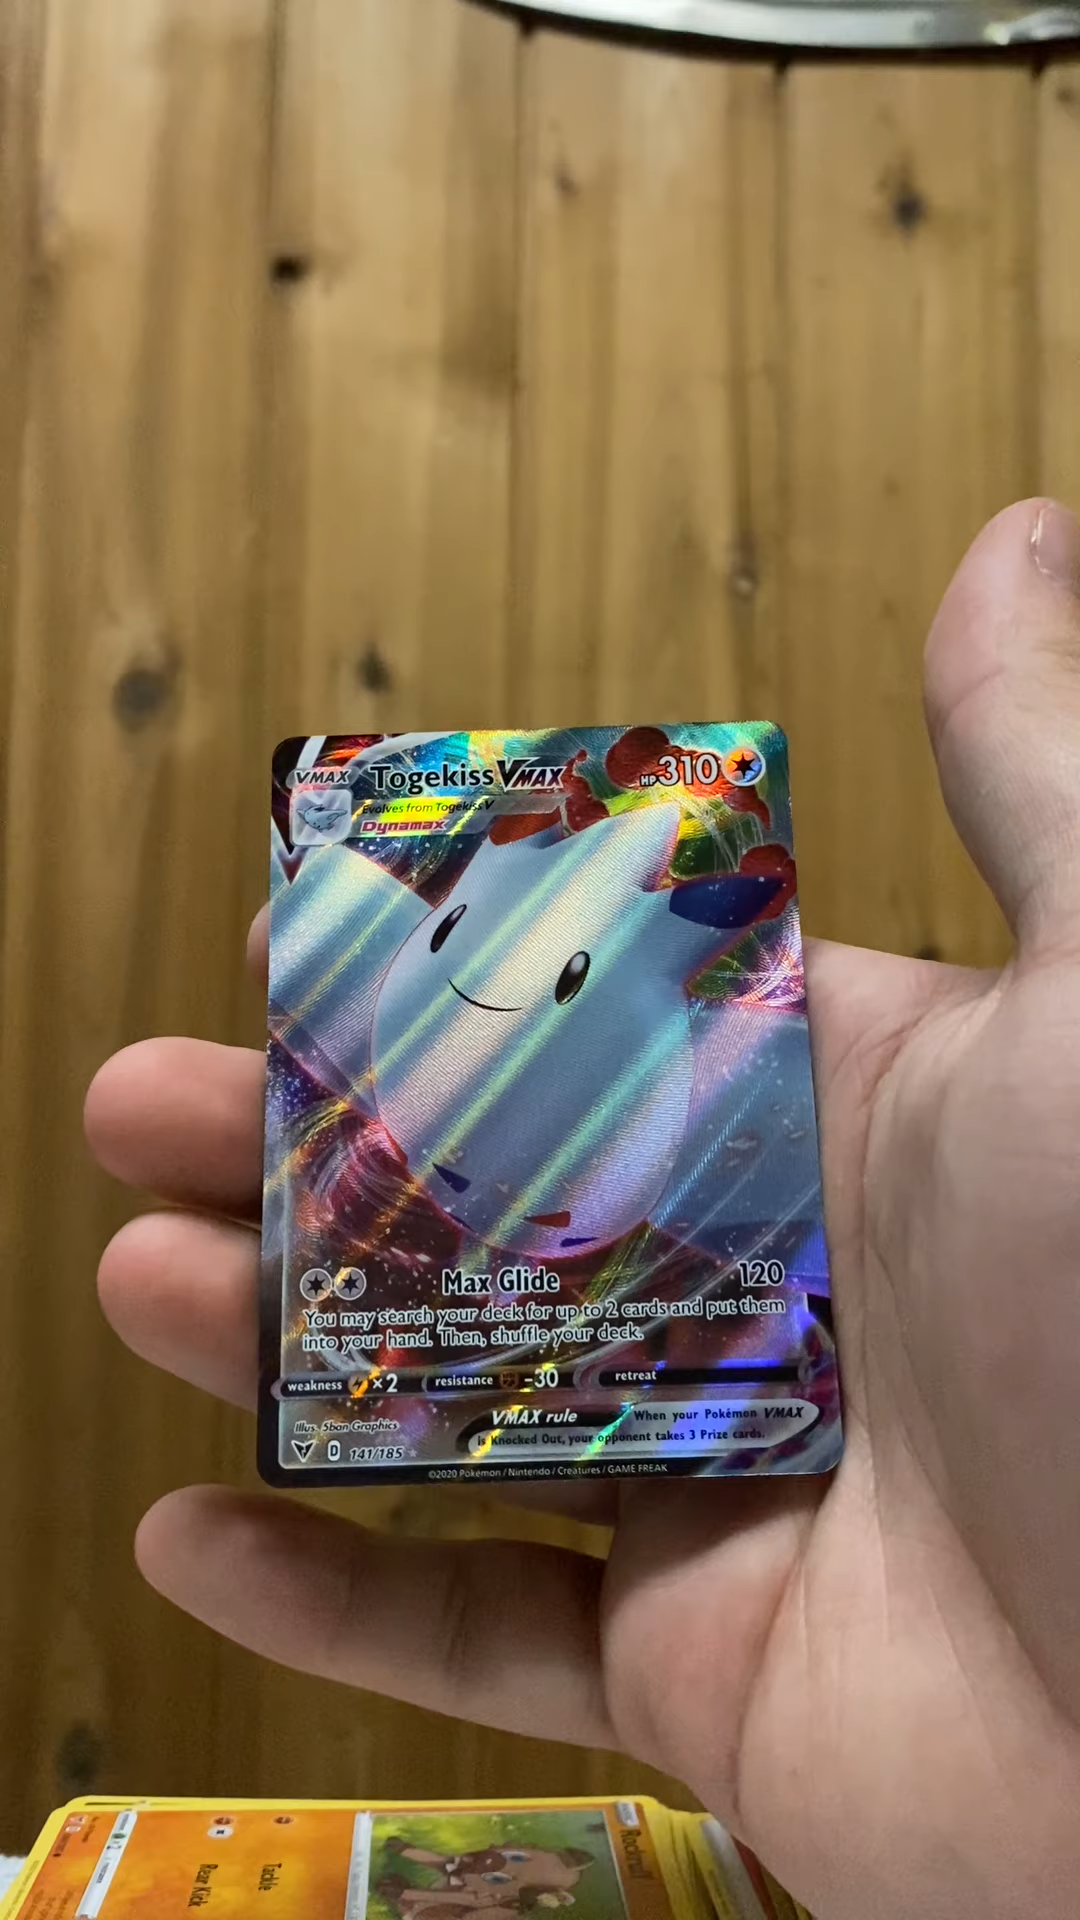 VMAX Togekiss VMAX HP 310
Evolves from Togekiss V
Dynamax
Max Glide 120
You may search your deck for up to 2 cards and put them
into your hand. Then, shuffle your deck.
weakness ×2 resistance -30 retreat
Illus. 5ban Graphics
VMAX rule When your Pokémon VMAX
is Knocked Out, your opponent takes 3 Prize cards.
D 141/185
©2020 Pokémon / Nintendo / Creatures / GAME FREAK
Rockruff
Tackle
Rear Kick